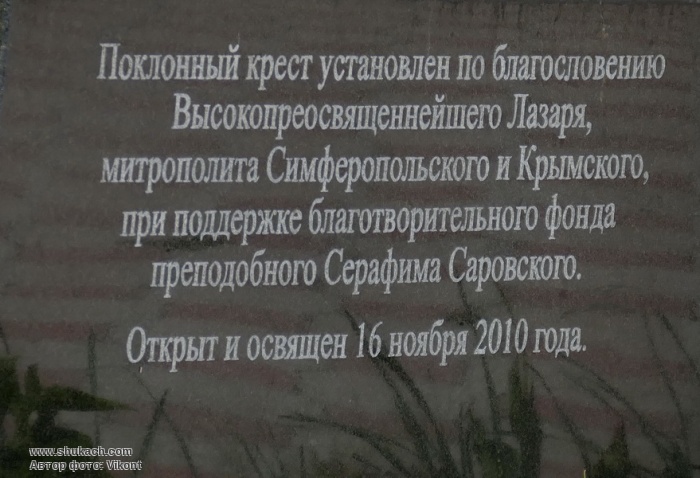 Поклонный крест установлен по благословению
Высокопреосвященнейшего Лазаря,
митрополита Симферопольского и Крымского,
при поддержке благотворительного фонда
преподобного Серафима Саровского.
Открыт и освящен 16 ноября 2010 года.
www.shukach.com
Автор фото: Vikont